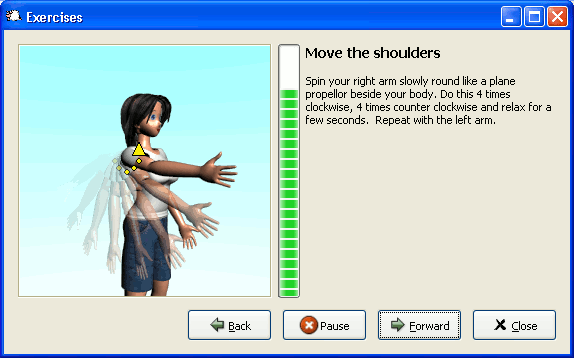 Exercises
Move the shoulders
Spin your right arm slowly round like a plane
propellor beside your body. Do this 4 times
clockwise, 4 times counter clockwise and relax for a
few seconds.  Repeat with the left arm.
Back
Pause
Forward
Close